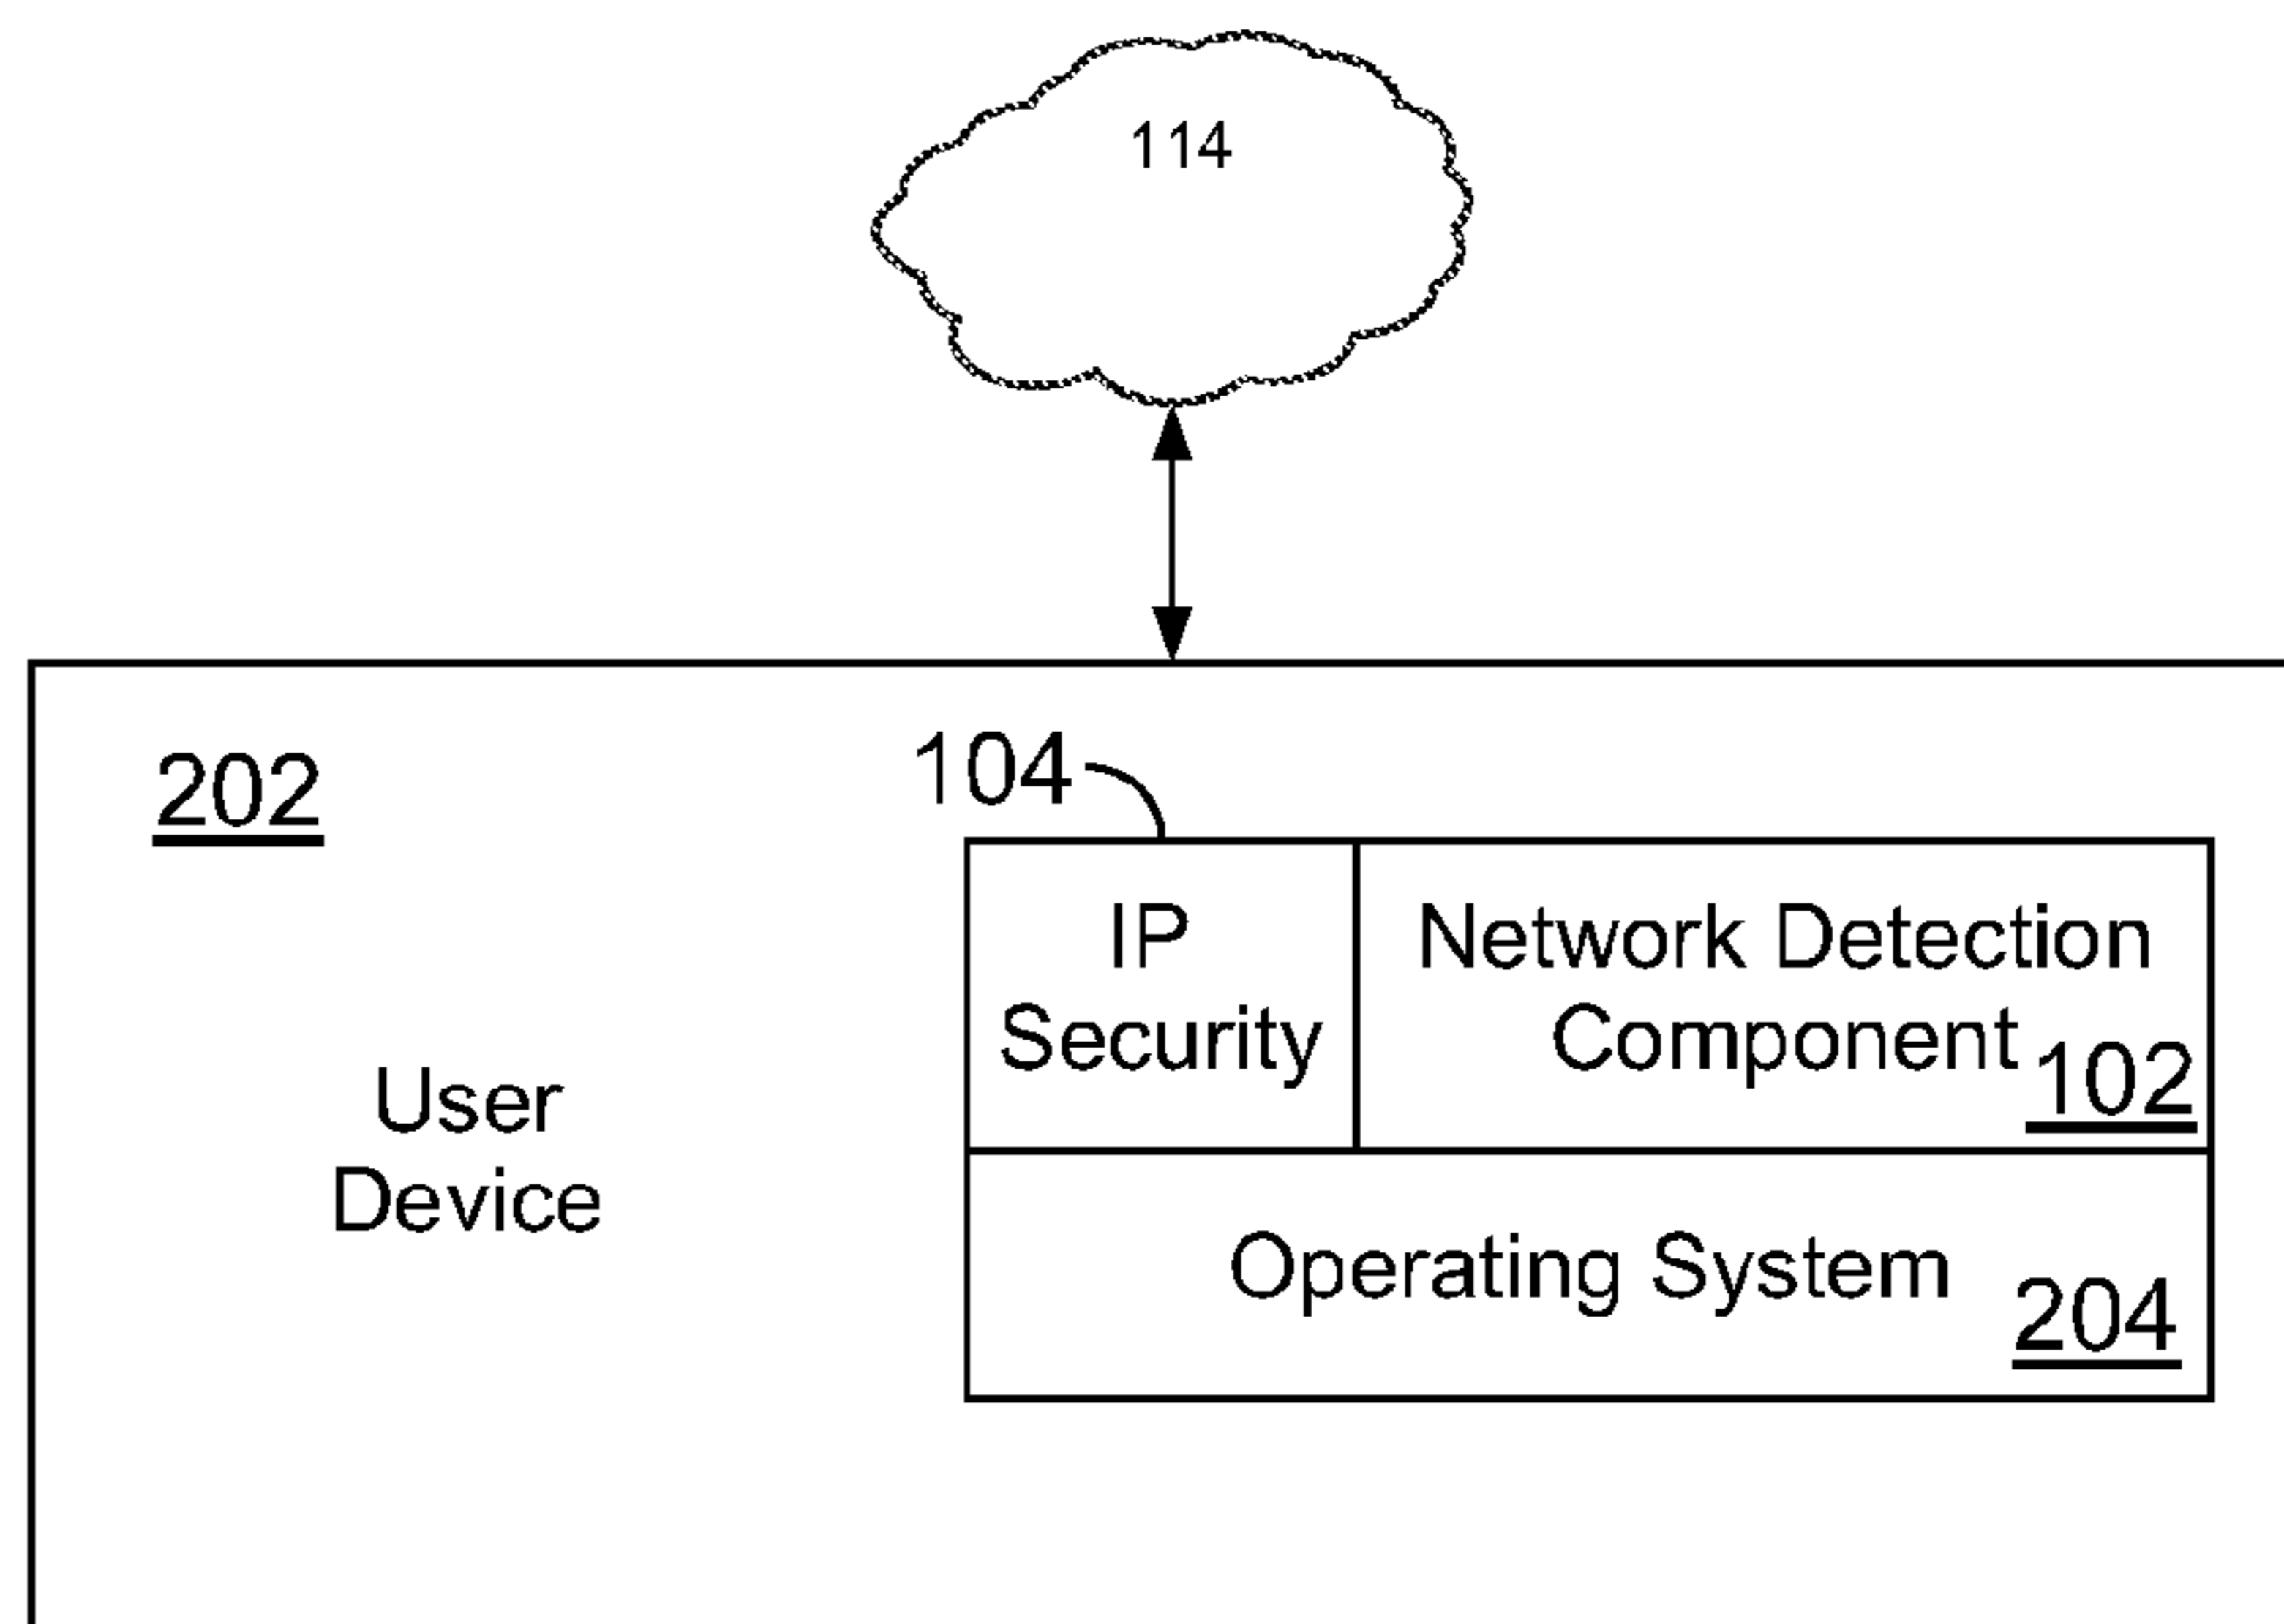 114
202
104
IP
Security
Network Detection
Component
102
User
Device
Operating System
204